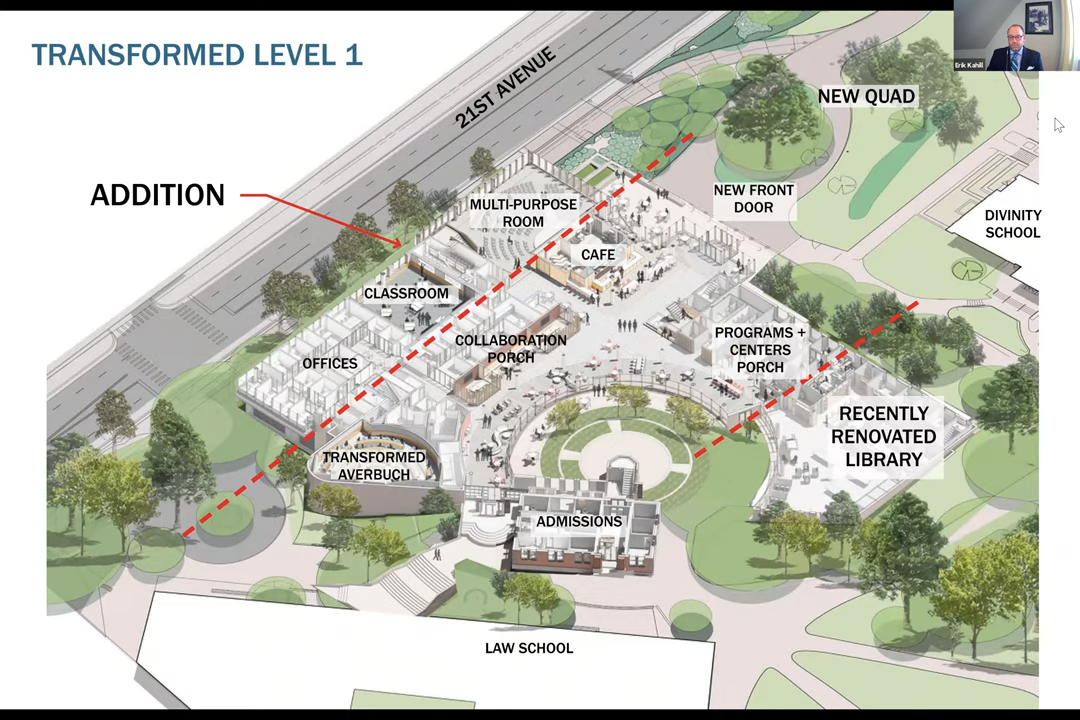 TRANSFORMED LEVEL 1
Erik Kahill
21ST AVENUE
NEW QUAD
ADDITION
MULTI-PURPOSE
ROOM
NEW FRONT
DOOR
DIVINITY
SCHOOL
CAFE
CLASSROOM
COLLABORATION
PORCH
PROGRAMS +
CENTERS
PORCH
OFFICES
RECENTLY
RENOVATED
LIBRARY
TRANSFORMED
AVERBUCH
ADMISSIONS
LAW SCHOOL